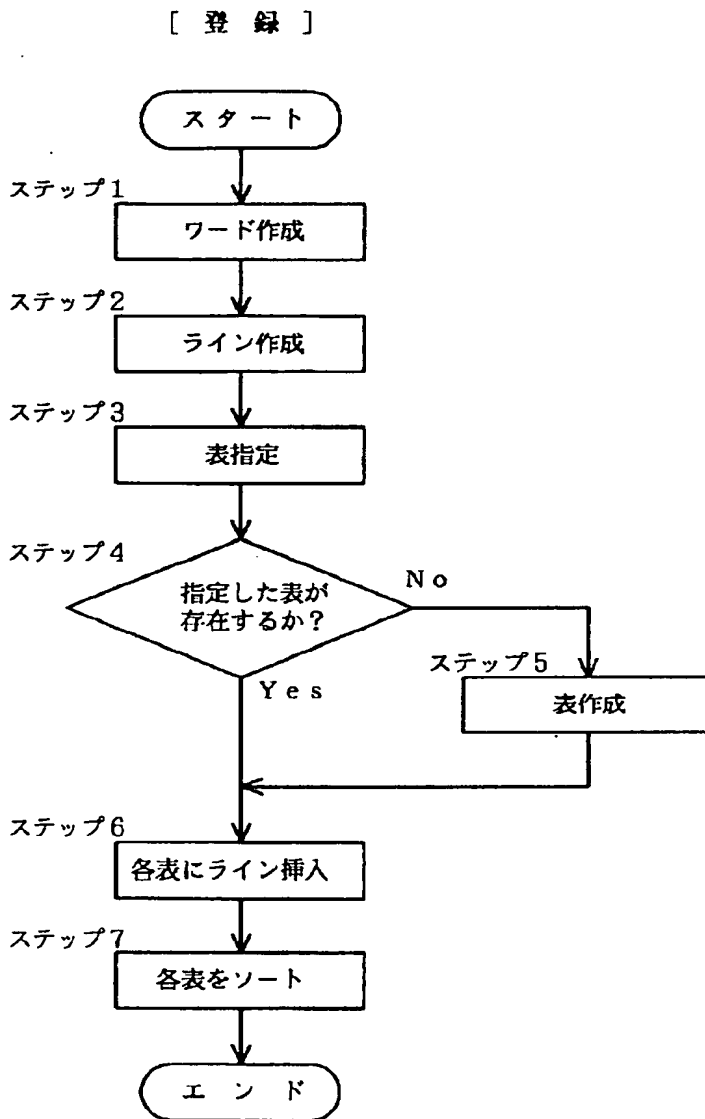 [ 登 録 ]
スタート
ステップ1
ワード作成
ステップ2
ライン作成
ステップ3
表指定
ステップ4
指定した表が
存在するか?
No
Yes
ステップ5
表作成
ステップ6
各表にライン挿入
ステップ7
各表をソート
エンド